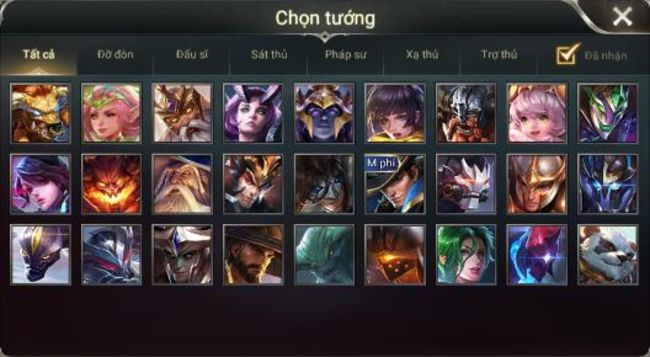 Chọn tướng
Tất cả Đỡ đòn Đấu sĩ Sát thủ Pháp sư Xạ thủ Trợ thủ Đã nhận
M phí